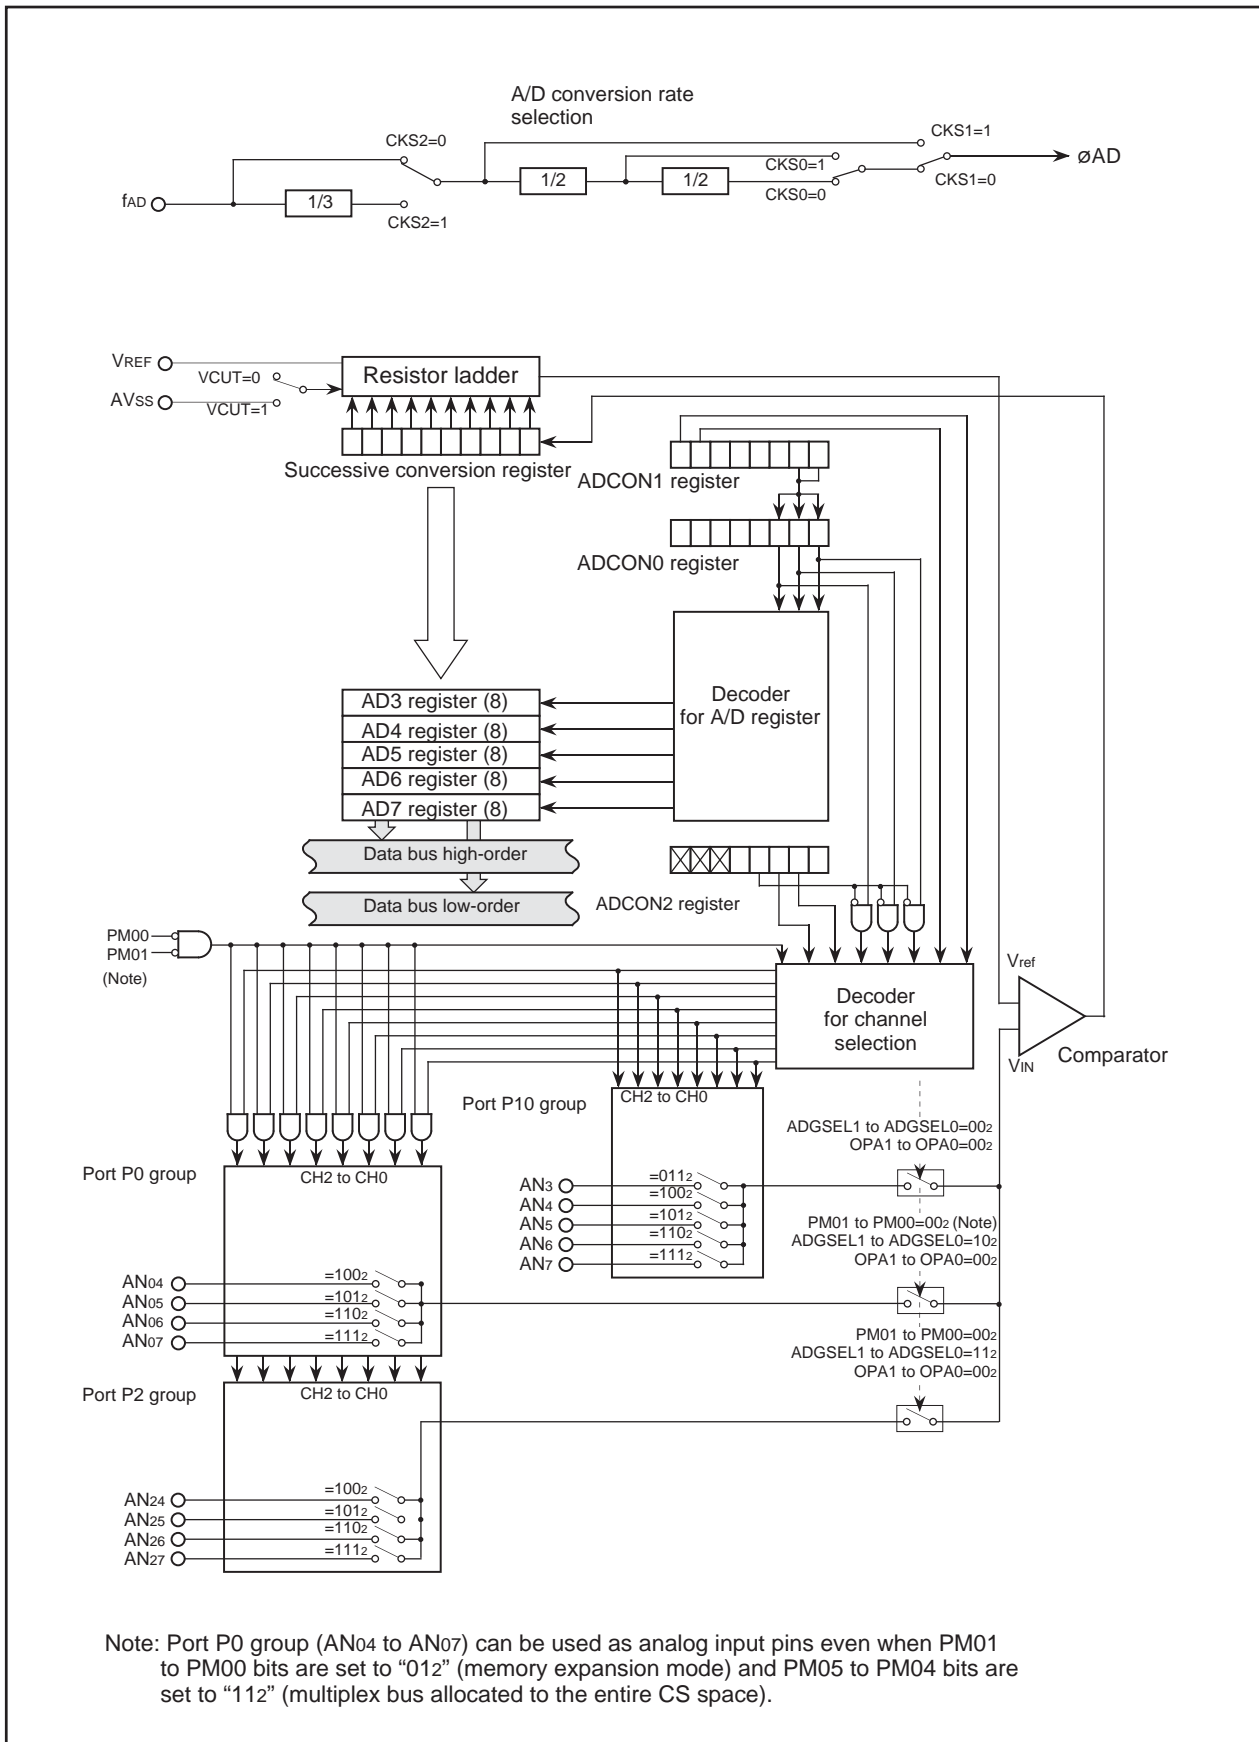 A/D conversion rate
selection
CKS2=0
CKS1=1
CKS0=1
øAD
1/2
1/2
CKS1=0
fAD
1/3
CKS0=0
CKS2=1
VREF
VCUT=0
Resistor ladder
AVSS
VCUT=1
Successive conversion register
ADCON1 register
ADCON0 register
Decoder
for A/D register
AD3 register (8)
AD4 register (8)
AD5 register (8)
AD6 register (8)
AD7 register (8)
Data bus high-order
Data bus low-order
ADCON2 register
PM00
PM01
(Note)
Decoder
for channel
selection
Vref
VIN
Comparator
Port P10 group
CH2 to CH0
ADGSEL1 to ADGSEL0=002
OPA1 to OPA0=002
Port P0 group
CH2 to CH0
AN3 =0112
AN4 =1002
AN5 =1012
AN6 =1102
AN7 =1112
PM01 to PM00=002 (Note)
ADGSEL1 to ADGSEL0=102
OPA1 to OPA0=002
AN04 =1002
AN05 =1012
AN06 =1102
AN07 =1112
PM01 to PM00=002
ADGSEL1 to ADGSEL0=112
OPA1 to OPA0=002
Port P2 group
CH2 to CH0
AN24 =1002
AN25 =1012
AN26 =1102
AN27 =1112
Note: Port P0 group (AN04 to AN07) can be used as analog input pins even when PM01
to PM00 bits are set to “012” (memory expansion mode) and PM05 to PM04 bits are
set to “112” (multiplex bus allocated to the entire CS space).